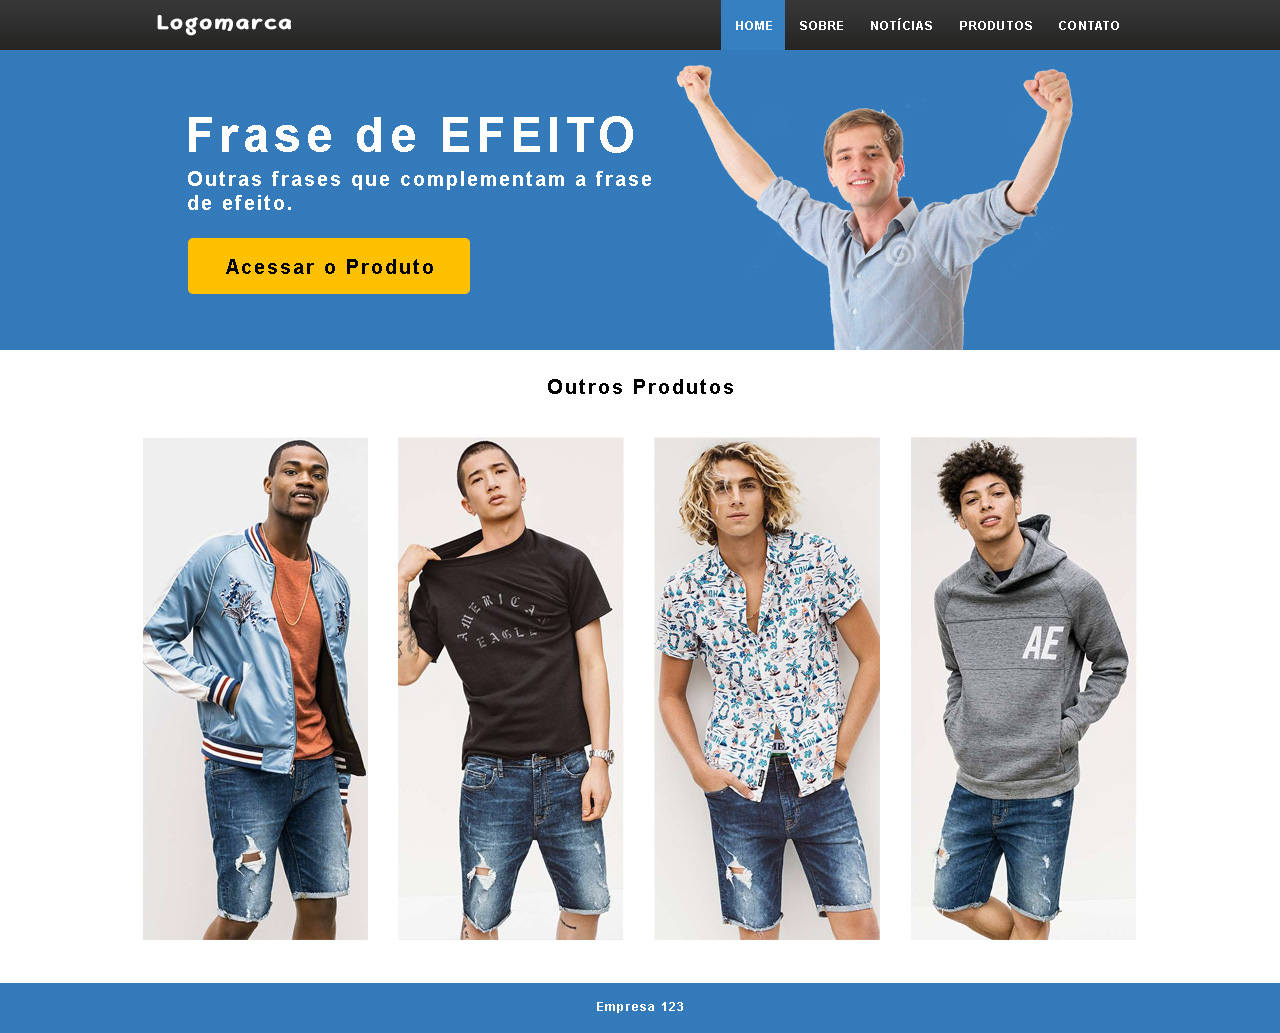 Logomarca
HOME SOBRE NOTÍCIAS PRODUTOS CONTATO
Frase de EFEITO
Outras frases que complementam a frase
de efeito.
Acessar o Produto
Outros Produtos
AMERICA
EAGLE
AE
Empresa 123